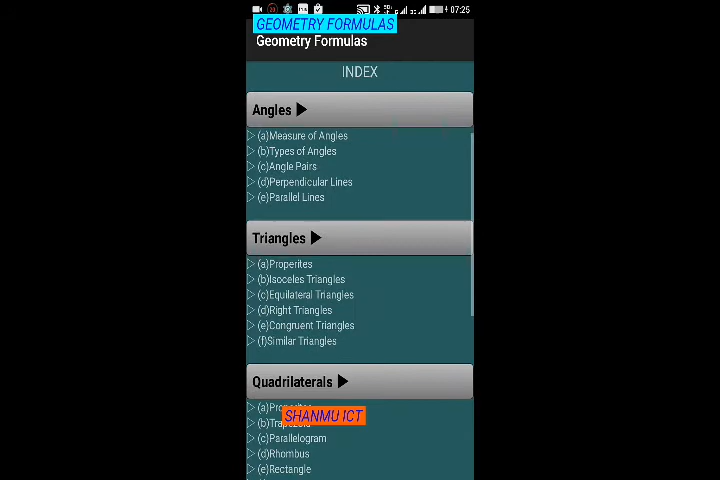 07:25
GEOMETRY FORMULAS
Geometry Formulas
INDEX
Angles
(a)Measure of Angles
(b)Types of Angles
(c)Angle Pairs
(d)Perpendicular Lines
(e)Parallel Lines
Triangles
(a)Properites
(b)Isoceles Triangles
(c)Equilateral Triangles
(d)Right Triangles
(e)Congruent Triangles
(f)Similar Triangles
Quadrilaterals
(a)
SHANMU ICT
(b)
(c)Parallelogram
(d)Rhombus
(e)Rectangle